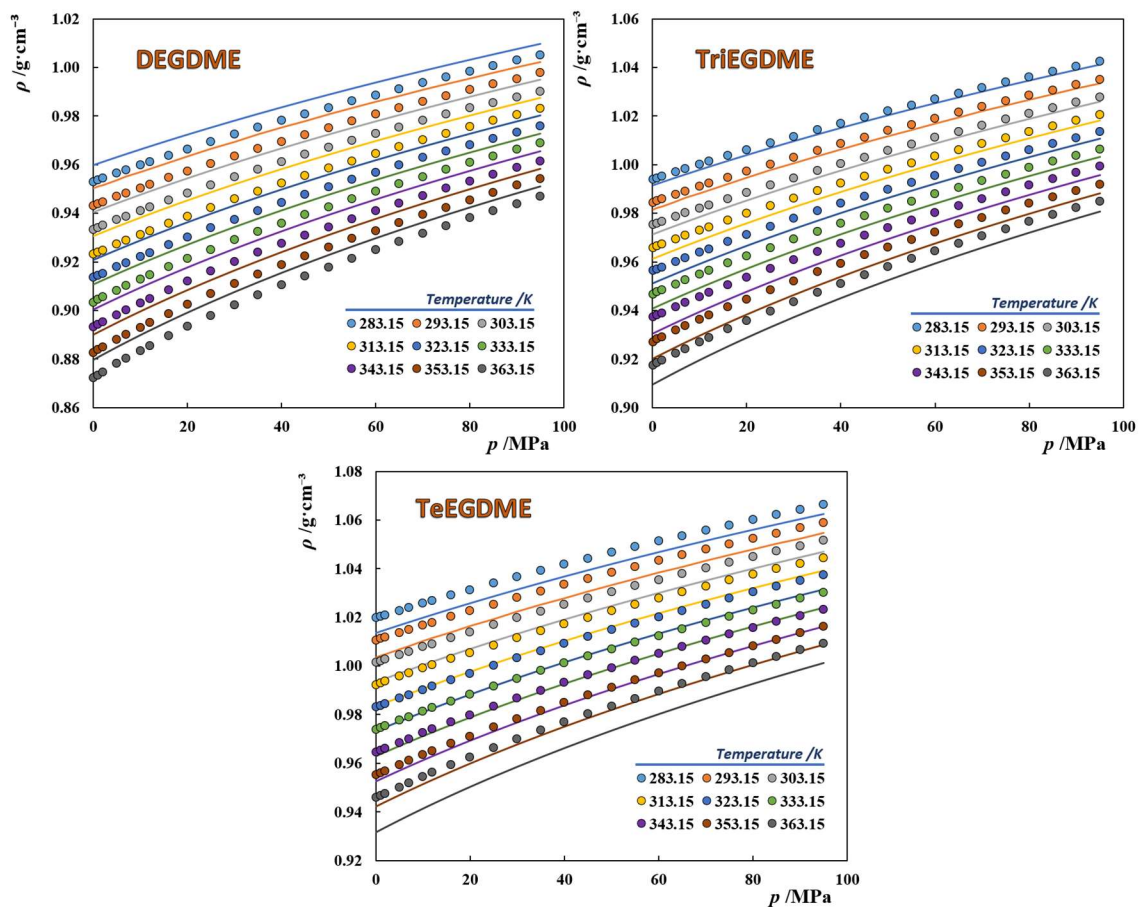 DEGDME
ρ /g·cm⁻³
1.02
1.00
0.98
0.96
0.94
0.92
0.90
0.88
0.86
0 20 40 60 80 100
p /MPa
Temperature /K
283.15 293.15 303.15
313.15 323.15 333.15
343.15 353.15 363.15
TriEGDME
ρ /g·cm⁻³
1.06
1.04
1.02
1.00
0.98
0.96
0.94
0.92
0.90
0 20 40 60 80 100
p /MPa
Temperature /K
283.15 293.15 303.15
313.15 323.15 333.15
343.15 353.15 363.15
TeEGDME
ρ /g·cm⁻³
1.08
1.06
1.04
1.02
1.00
0.98
0.96
0.94
0.92
0 20 40 60 80 100
p /MPa
Temperature /K
283.15 293.15 303.15
313.15 323.15 333.15
343.15 353.15 363.15